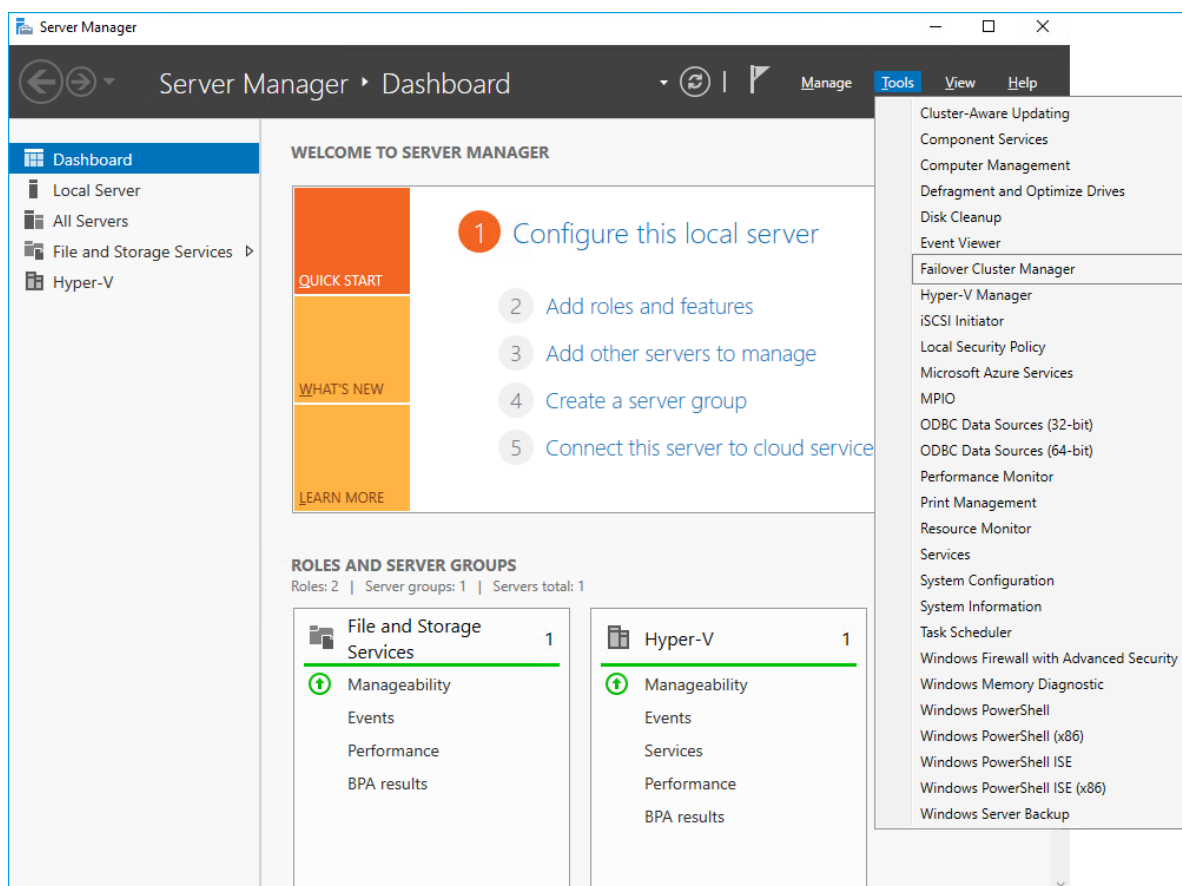 Server Manager
Server Manager ‣ Dashboard
Manage Tools View Help
Dashboard
Local Server
All Servers
File and Storage Services
Hyper-V
WELCOME TO SERVER MANAGER
QUICK START
WHAT'S NEW
LEARN MORE
1 Configure this local server
2 Add roles and features
3 Add other servers to manage
4 Create a server group
5 Connect this server to cloud service
ROLES AND SERVER GROUPS
Roles: 2 | Server groups: 1 | Servers total: 1
File and Storage
Services 1
Manageability
Events
Performance
BPA results
Hyper-V 1
Manageability
Events
Services
Performance
BPA results
Cluster-Aware Updating
Component Services
Computer Management
Defragment and Optimize Drives
Disk Cleanup
Event Viewer
Failover Cluster Manager
Hyper-V Manager
iSCSI Initiator
Local Security Policy
Microsoft Azure Services
MPIO
ODBC Data Sources (32-bit)
ODBC Data Sources (64-bit)
Performance Monitor
Print Management
Resource Monitor
Services
System Configuration
System Information
Task Scheduler
Windows Firewall with Advanced Security
Windows Memory Diagnostic
Windows PowerShell
Windows PowerShell (x86)
Windows PowerShell ISE
Windows PowerShell ISE (x86)
Windows Server Backup